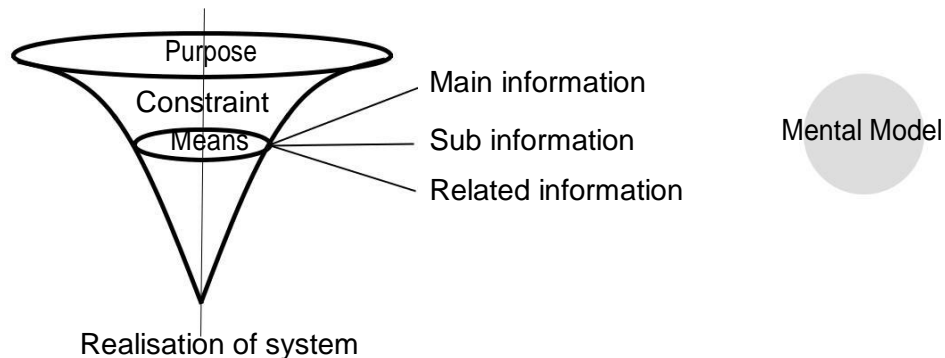 Purpose
Constraint
Means
Main information
Sub information
Related information
Mental Model
Realisation of system